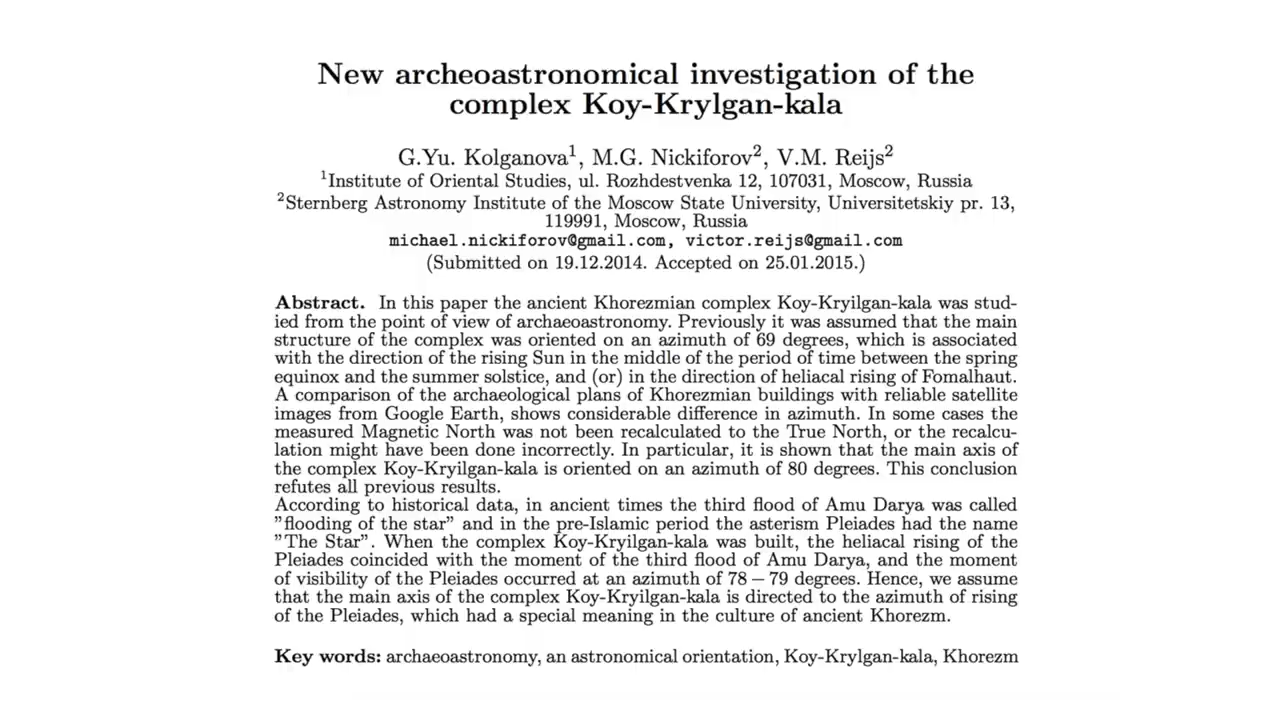 New archeoastronomical investigation of the
complex Koy-Krylgan-kala
G.Yu. Kolganova1, M.G. Nickiforov2, V.M. Reijs2
1Institute of Oriental Studies, ul. Rozhdestvenka 12, 107031, Moscow, Russia
2Sternberg Astronomy Institute of the Moscow State University, Universitetskiy pr. 13,
119991, Moscow, Russia
michael.nickiforov@gmail.com, victor.reijs@gmail.com
(Submitted on 19.12.2014. Accepted on 25.01.2015.)
Abstract. In this paper the ancient Khorezmian complex Koy-Kryilgan-kala was stud-
ied from the point of view of archaeoastronomy. Previously it was assumed that the main
structure of the complex was oriented on an azimuth of 69 degrees, which is associated
with the direction of the rising Sun in the middle of the period of time between the spring
equinox and the summer solstice, and (or) in the direction of heliacal rising of Fomalhaut.
A comparison of the archaeological plans of Khorezmian buildings with reliable satellite
images from Google Earth, shows considerable difference in azimuth. In some cases the
measured Magnetic North was not been recalculated to the True North, or the recalcu-
lation might have been done incorrectly. In particular, it is shown that the main axis of
the complex Koy-Kryilgan-kala is oriented on an azimuth of 80 degrees. This conclusion
refutes all previous results.
According to historical data, in ancient times the third flood of Amu Darya was called
"flooding of the star" and in the pre-Islamic period the asterism Pleiades had the name
"The Star". When the complex Koy-Kryilgan-kala was built, the heliacal rising of the
Pleiades coincided with the moment of the third flood of Amu Darya, and the moment
of visibility of the Pleiades occurred at an azimuth of 78 – 79 degrees. Hence, we assume
that the main axis of the complex Koy-Kryilgan-kala is directed to the azimuth of rising
of the Pleiades, which had a special meaning in the culture of ancient Khorezm.
Key words: archaeoastronomy, an astronomical orientation, Koy-Krylgan-kala, Khorezm